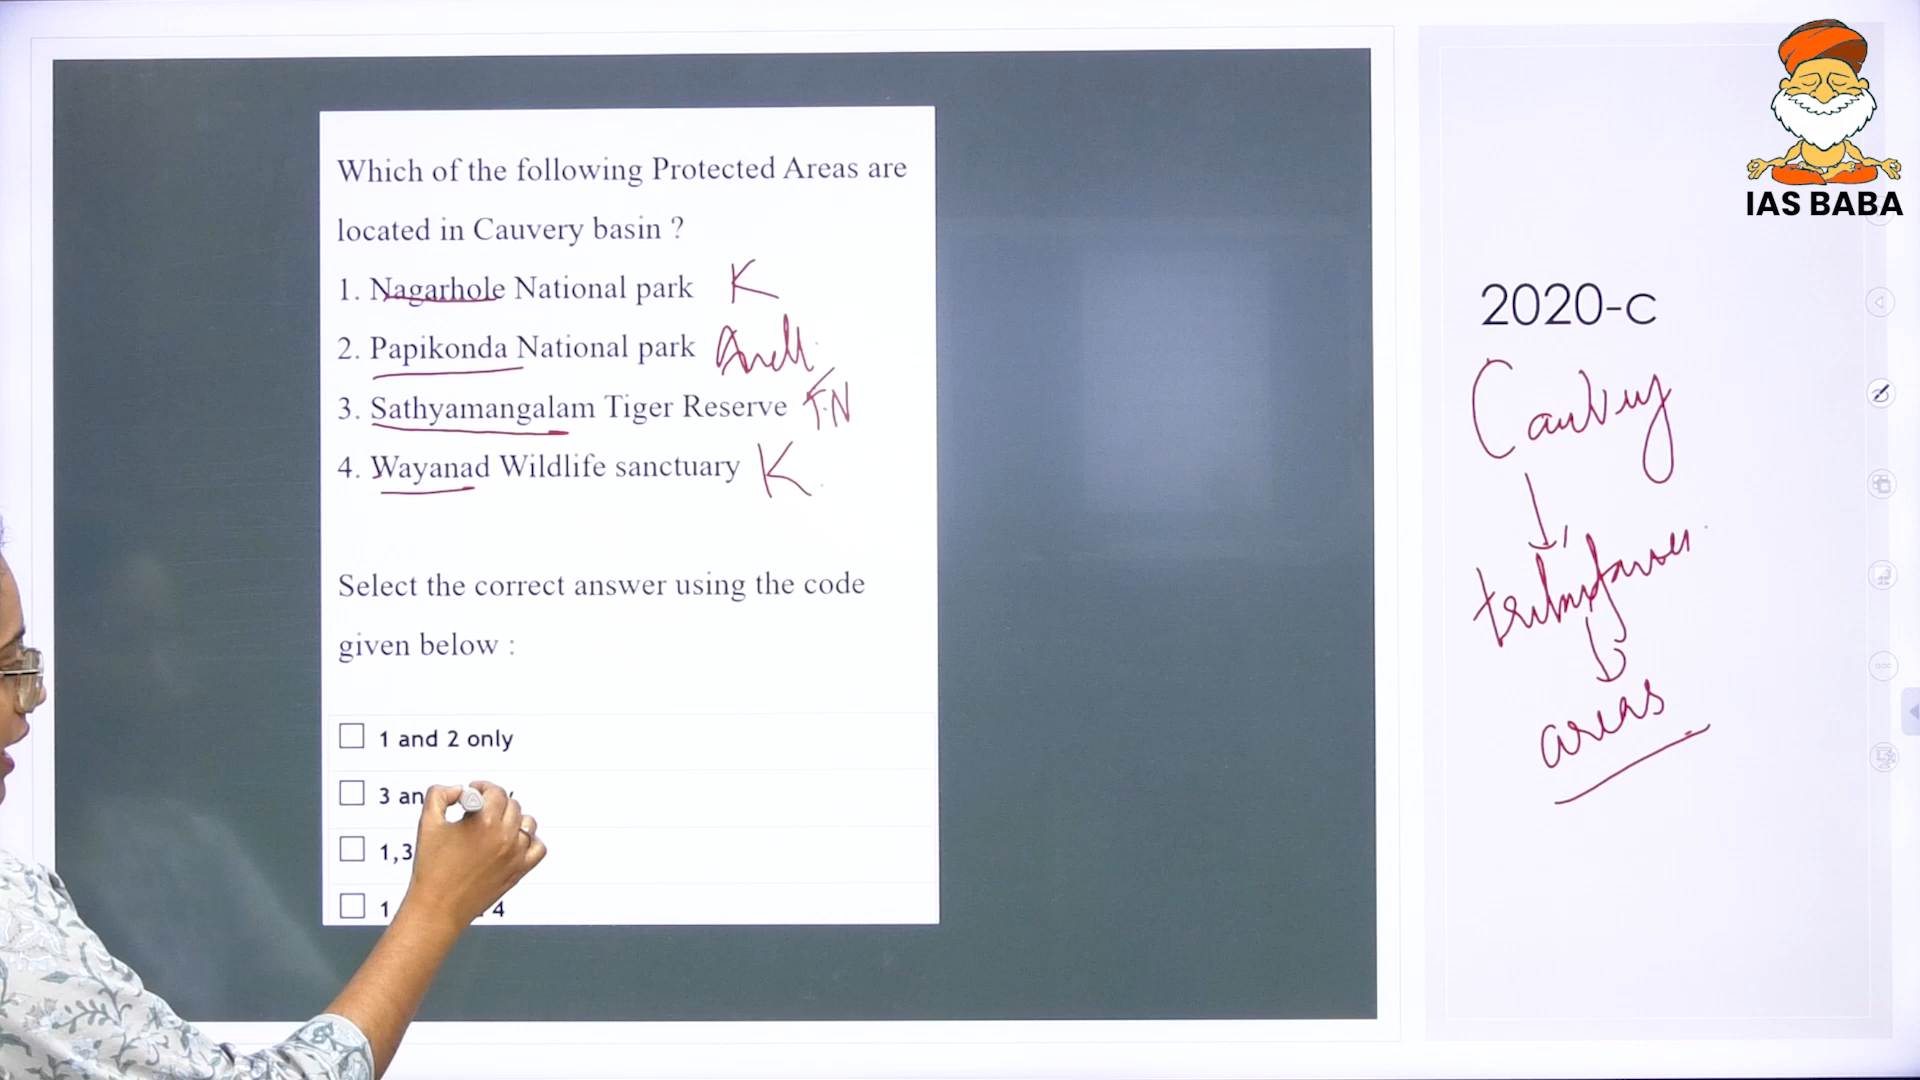 IAS BABA
Which of the following Protected Areas are
located in Cauvery basin ?
1. Nagarhole National park K
2. Papikonda National park
3. Sathyamangalam Tiger Reserve T.N
4. Wayanad Wildlife sanctuary K
Select the correct answer using the code
given below :
1 and 2 only
3 an
1,3
1 4
2020-c
Cauvery
tributaries
areas